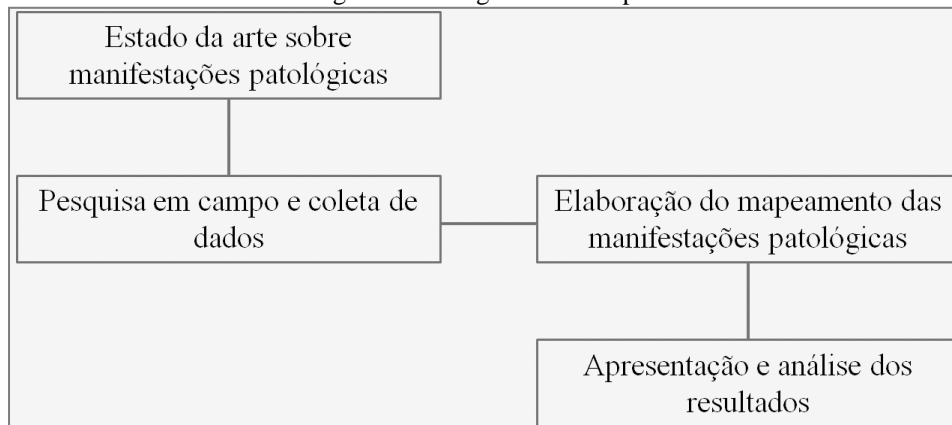 Estado da arte sobre
manifestações patológicas
Pesquisa em campo e coleta de
dados
Elaboração do mapeamento das
manifestações patológicas
Apresentação e análise dos
resultados